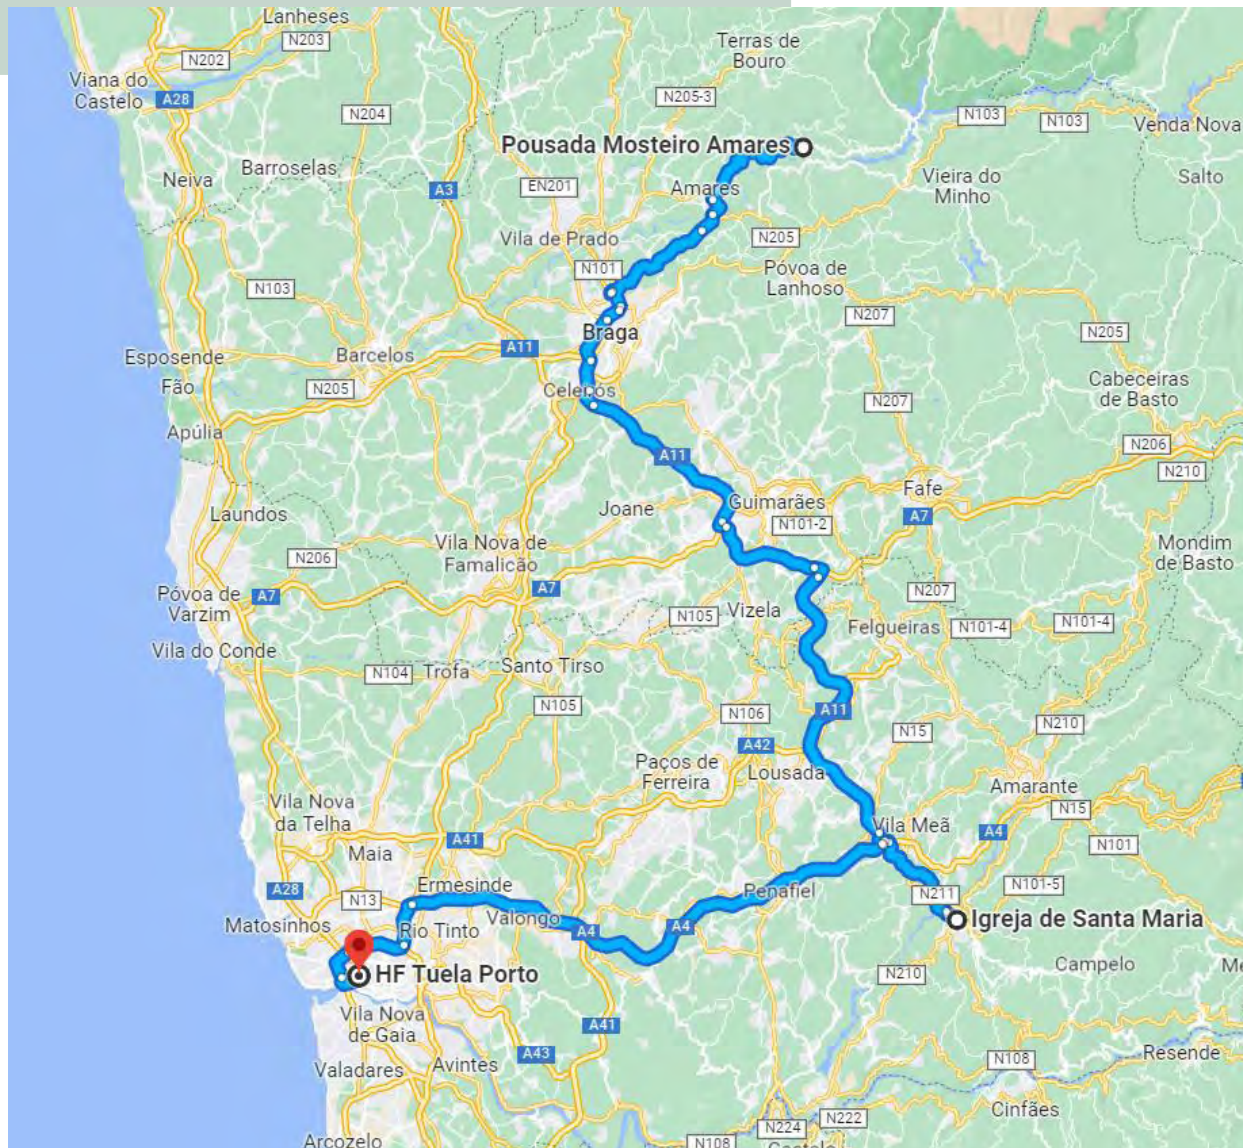 Lanheses
N203
N202
Terras de
Bouro
Viana do
Castelo
A28
N205-3
N204
N103
N103
Venda Nova
Pousada Mosteiro Amares
Barroselas
Neiva
A3
EN201
Amares
Vieira do
Minho
Salto
Vila de Prado
N205
N101
Póvoa de
Lanhoso
N103
N207
Braga
N205
Esposende
Barcelos
A11
Fão
N205
Celeirós
Cabeceiras
de Basto
N207
Apúlia
N206
A11
N210
Laundos
Joane
Guimarães
Fafe
N101-2
A7
Vila Nova de
Famalicão
N206
Mondim
de Basto
Póvoa de
Varzim
A7
A7
N207
N105
Vizela
Felgueiras
N101-4
N101-4
Vila do Conde
N104
Trofa
Santo Tirso
N105
N106
A11
N210
N15
A42
Paços de
Ferreira
Lousada
Amarante
N15
Vila Nova
da Telha
Vila Meã
A4
N101
A41
Maia
A28
N13
Ermesinde
Penafiel
N211
N101-5
Matosinhos
Rio Tinto
Valongo
A4
A4
Igreja de Santa Maria
HF Tuela Porto
N210
Campelo
Vila Nova
de Gaia
A41
Valadares
Avintes
A43
N108
Resende
Cinfães
N222
N224
N108
Arcozelo